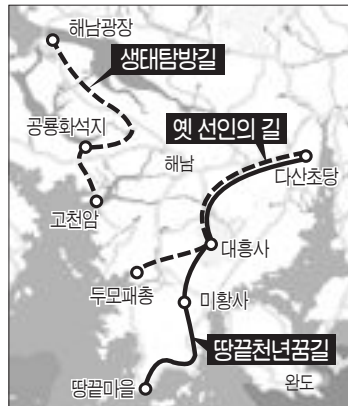 해남광장
생태탐방길
공룡화석지
옛 선인의 길
해남
다산초당
고천암
대흥사
두모패총
미황사
땅끝천년꿈길
땅끝마을
완도